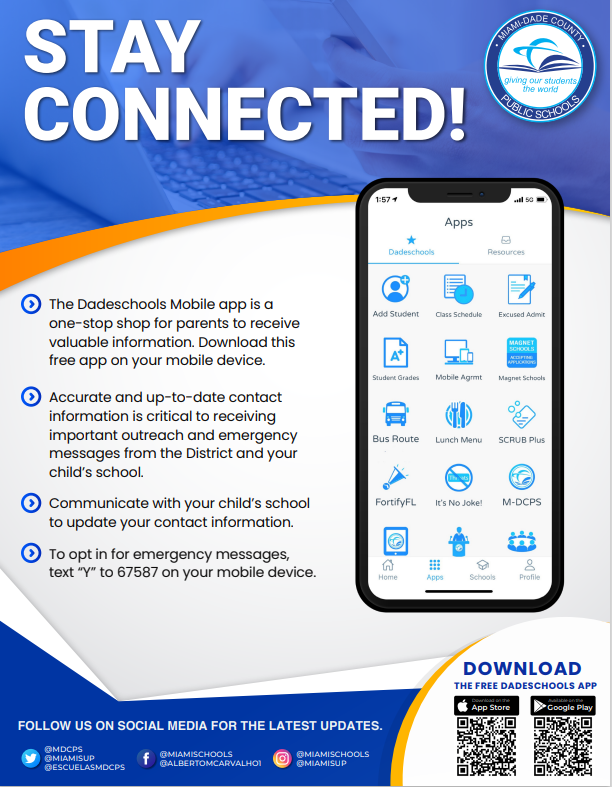 STAY
CONNECTED!
MIAMI-DADE COUNTY
giving our students
the world
PUBLIC SCHOOLS
The Dadeschools Mobile app is a
one-stop shop for parents to receive
valuable information. Download this
free app on your mobile device.
Accurate and up-to-date contact
information is critical to receiving
important outreach and emergency
messages from the District and your
child's school.
Communicate with your child's school
to update your contact information.
To opt in for emergency messages,
text “Y” to 67587 on your mobile device.
1:57
5G
Apps
Dadeschools
Resources
Add Student
Class Schedule
Excused Admit
A+
MAGNET
SCHOOLS
ACCEPTING
APPLICATIONS
Student Grades
Mobile Agrmt
Magnet Schools
Bus Route
Lunch Menu
SCRUB Plus
FortifyFL
It's No Joke!
M-DCPS
Home
Apps
Schools
Profile
DOWNLOAD
THE FREE DADESCHOOLS APP
Download on the
App Store
Available on the
Google Play
FOLLOW US ON SOCIAL MEDIA FOR THE LATEST UPDATES.
@MDCPS
@MIAMISUP
@ESCUELASMDCPS
@MIAMISCHOOLS
@ALBERTOMCARVALHO1
@MIAMISCHOOLS
@MIAMISUP